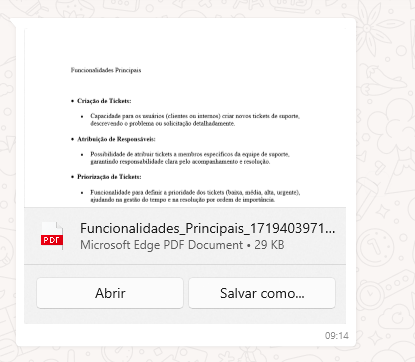 Funcionalidades Principais
• Criação de Tickets:
• Capacidade para os usuários (clientes ou internos) criar novos tickets de suporte,
descrevendo o problema ou solicitação detalhadamente.
• Atribuição de Responsáveis:
• Possibilidade de atribuir tickets a membros específicos da equipe de suporte,
garantindo responsabilidade clara pelo acompanhamento e resolução.
• Priorização de Tickets:
• Funcionalidade para definir a prioridade dos tickets (baixa, média, alta, urgente),
ajudando na gestão do tempo e na resolução por ordem de importância.
PDF
Funcionalidades_Principais_1719403971...
Microsoft Edge PDF Document • 29 KB
Abrir
Salvar como...
09:14